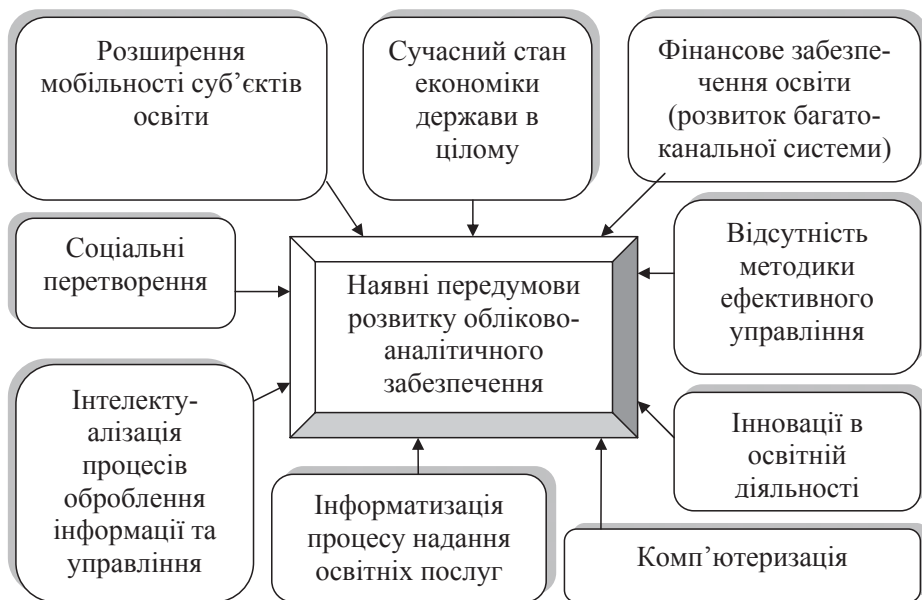 Розширення
мобільності суб’єктів
освіти
Сучасний стан
економіки
держави в
цілому
Фінансове забезпе-
чення освіти
(розвиток багато-
канальної системи)
Соціальні
перетворення
Наявні передумови
розвитку обліково-
аналітичного
забезпечення
Відсутність
методики
ефективного
управління
Інтелекту-
алізація
процесів
оброблення
інформації та
управління
Інформатизація
процесу надання
освітніх послуг
Інновації в
освітній
діяльності
Комп’ютеризація